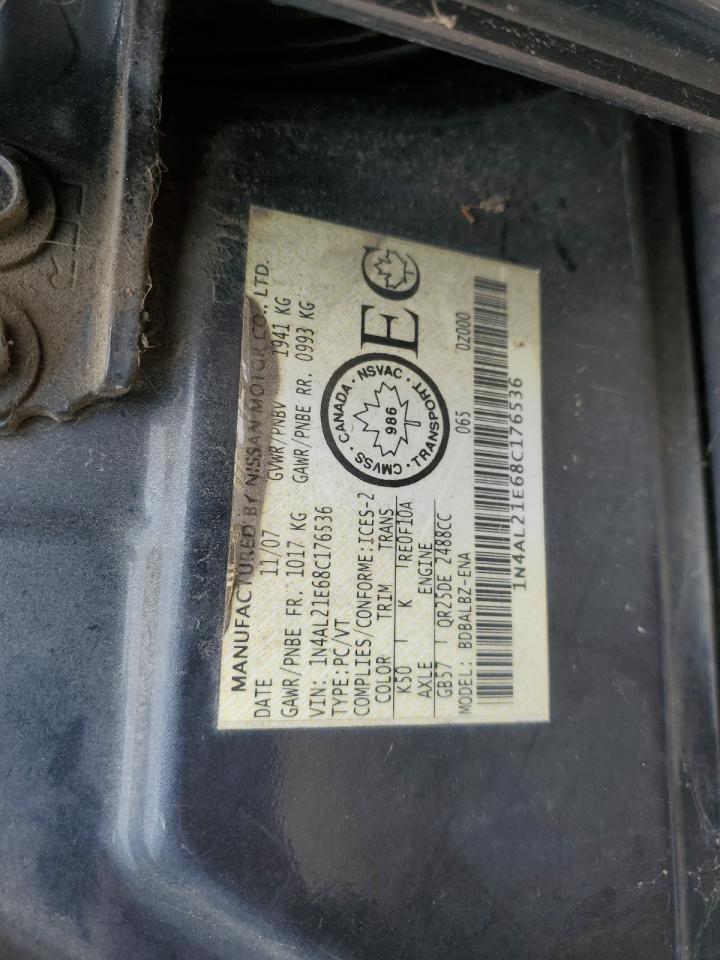 MANUFACTURED BY NISSAN MOTOR CO., LTD.
DATE 11/07 GVWR/PNBV 1941 KG
GAWR/PNBE FR. 1017 KG GAWR/PNBE RR. 0993 KG
VIN: 1N4AL21E68C176536
TYPE: PC/VT
COMPLIES/CONFORME: ICES-2
COLOR TRIM TRANS
K50 K RE0F10A
AXLE ENGINE
GB57 QR25DE 2488CC
MODEL: BDBALBZ-ENA 065 0Z000
1N4AL21E68C176536
CANADA · NSVAC · TRANSPORT · CMVSS ·
986
EC